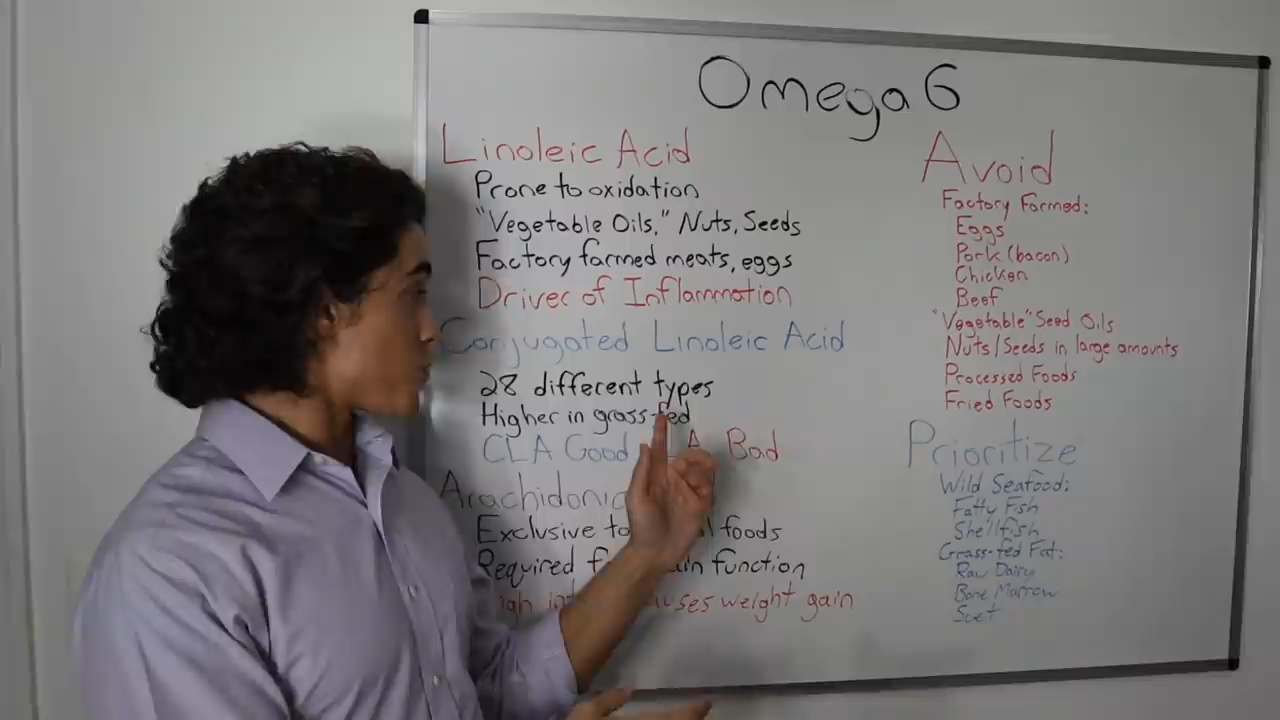 Omega 6
Linoleic Acid
Prone to oxidation
"Vegetable Oils," Nuts, Seeds
Factory farmed meats, eggs
Driver of Inflammation
Conjugated Linoleic Acid
28 different types
Higher in grass-fed
CLA Good LA Bad
Arachidonic
Exclusive to foods
Required function
weight gain
Avoid
Factory Farmed:
Eggs
Pork (bacon)
Chicken
Beef
"Vegetable" Seed Oils
Nuts/Seeds in large amounts
Processed Foods
Fried Foods
Prioritize
Wild Seafood:
Fatty Fish
Shellfish
Grass-fed Fat:
Raw Dairy
Bone Marrow
Suet